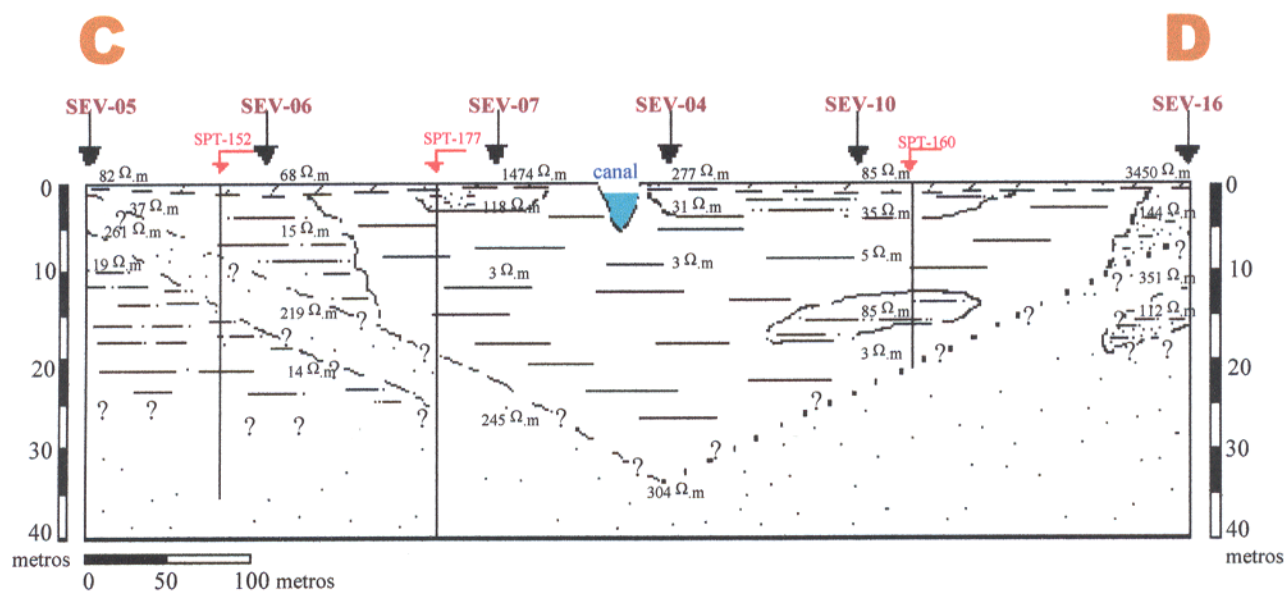 C D
SEV-05 SEV-06 SEV-07 SEV-04 SEV-10 SEV-16
SPT-152 SPT-177 SPT-160
canal
82 Ω.m 68 Ω.m 1474 Ω.m 277 Ω.m 85 Ω.m 3450 Ω.m
0 0
37 Ω.m 118 Ω.m 31 Ω.m 35 Ω.m 144 Ω.m
? 261 Ω.m 15 Ω.m ?
19 Ω.m ? 3 Ω.m 3 Ω.m 5 Ω.m
10 ? ? 351 Ω.m 10
219 Ω.m ? 85 Ω.m ? 112 Ω.m
? ? 3 Ω.m ? ? ?
20 14 Ω.m ? ? 20
? ? ? 245 Ω.m ? ?
? ?
30 ? ? 30
304 Ω.m
40 40
metros metros
0 50 100 metros